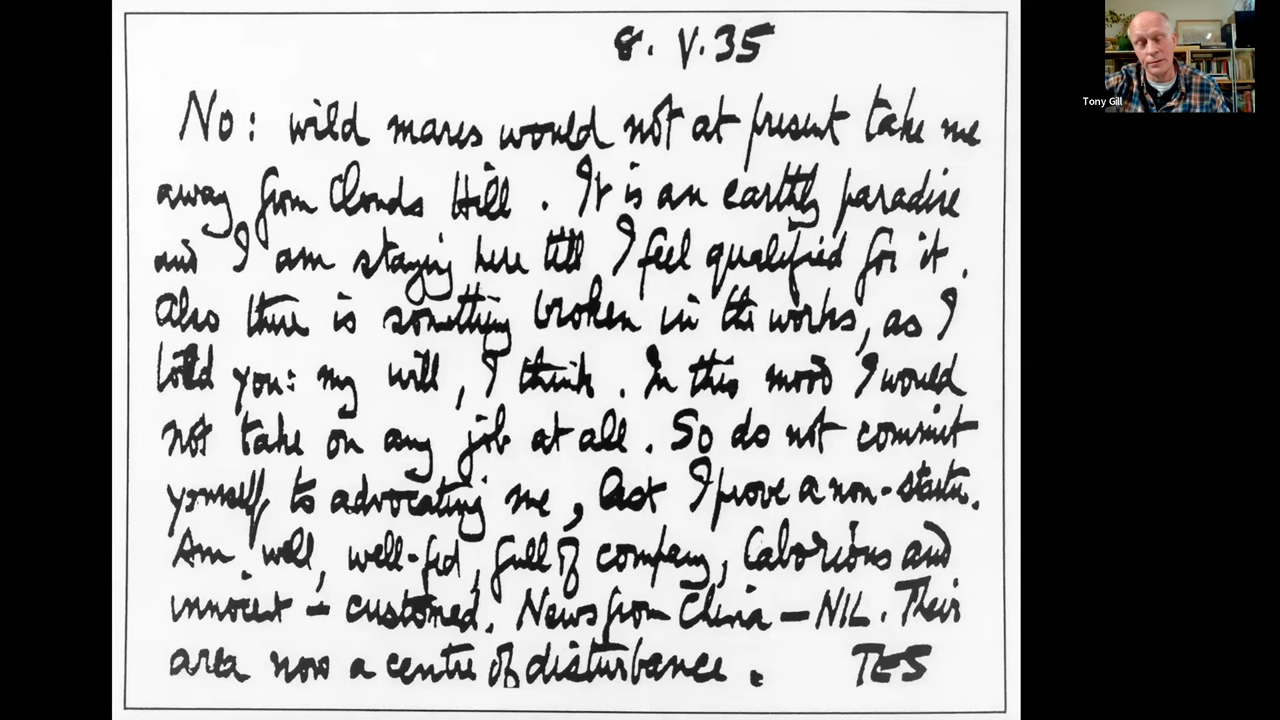 8. V. 35
No: wild mares would not at present take me
away from Clouds Hill. It is an earthly paradise
and I am staying here till I feel qualified for it.
Also there is something broken in the works, as I
told you: my will, I think. In this mood I would
not take on any job at all. So do not commit
yourself to advocating me, lest I prove a non-starter.
Am well, well-fed, full of company, laborious and
innocent - customed. News from China — NIL. Their
area now a centre of disturbance. TES
Tony Gill